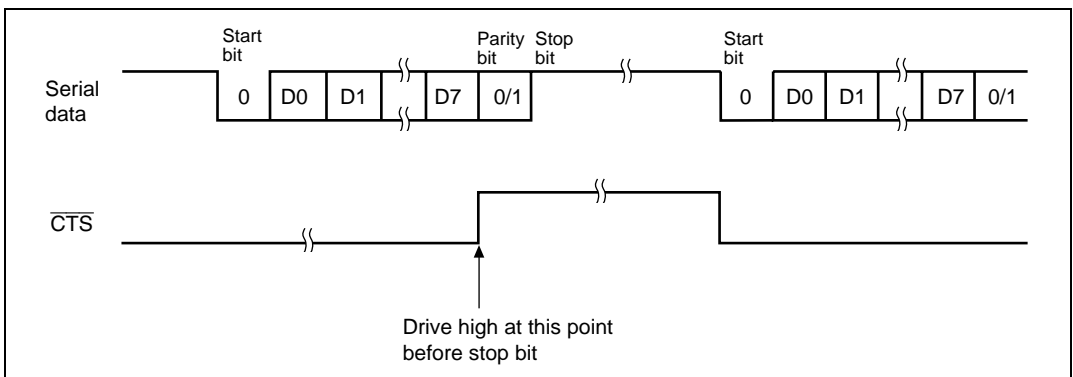 Start bit
Parity bit
Stop bit
Start bit
Serial data
0 D0 D1 D7 0/1 0 D0 D1 D7 0/1
CTS
Drive high at this point
before stop bit